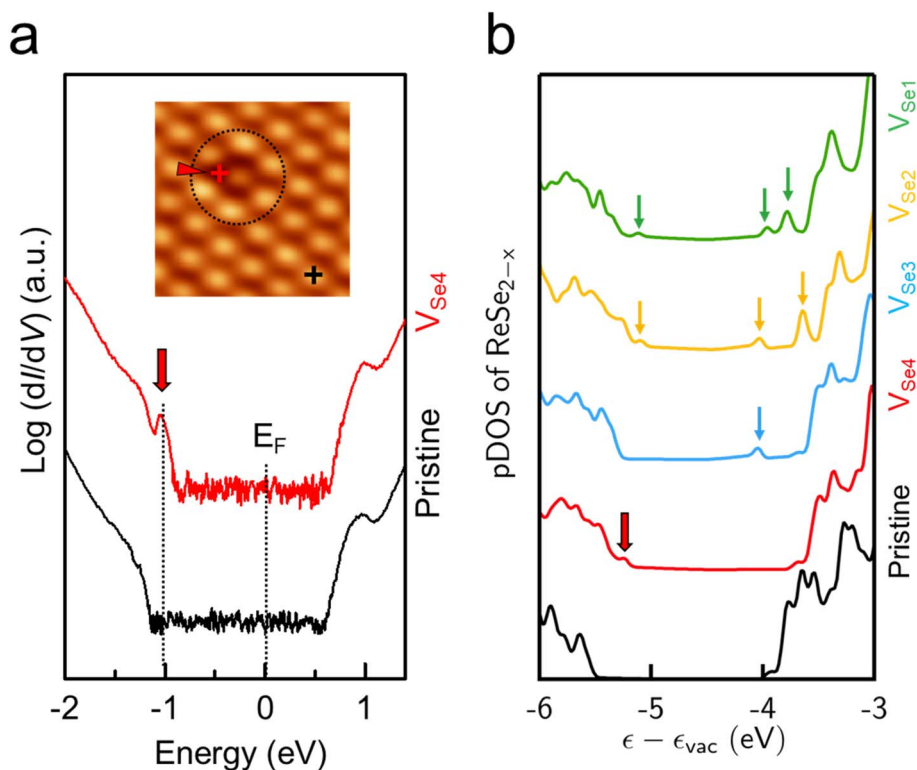 a
Log (dI/dV) (a.u.)
E_F
V_Se4
Pristine
-2
-1
0
1
Energy (eV)
b
pDOS of ReSe_2−x
V_Se1
V_Se2
V_Se3
V_Se4
Pristine
-6
-5
-4
-3
ϵ − ϵ_vac (eV)